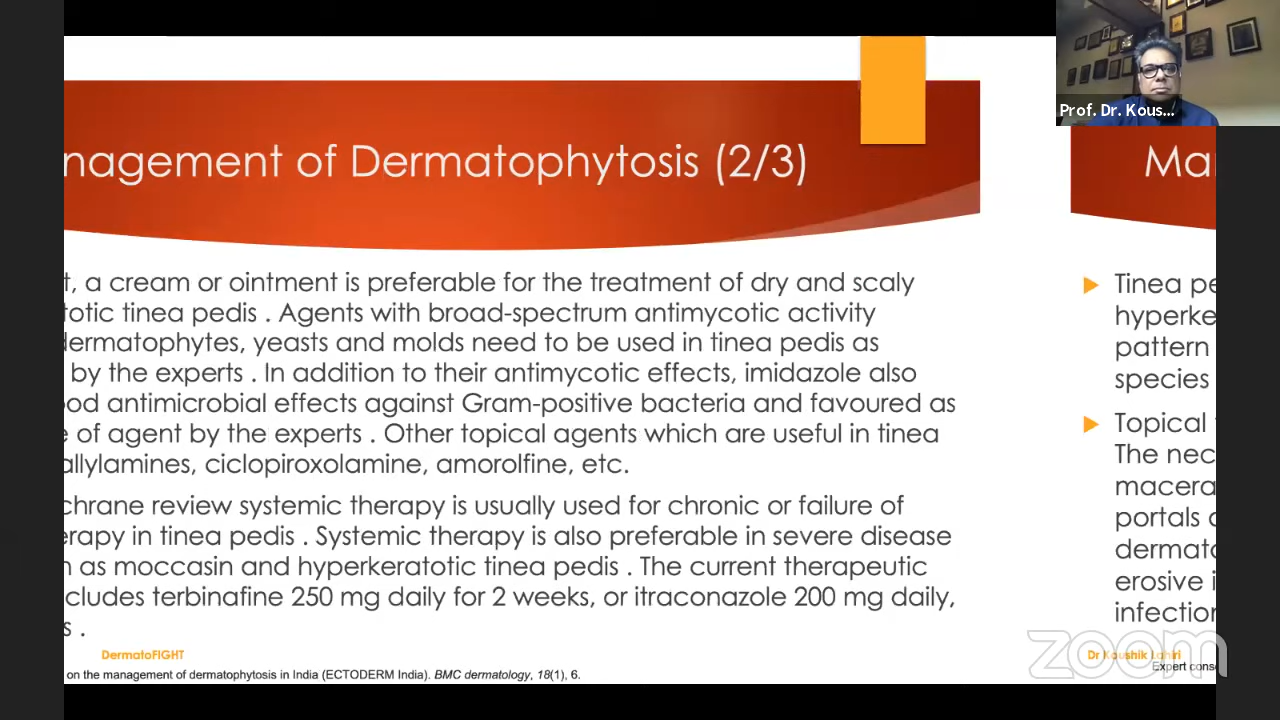 Prof. Dr. Kous...
nagement of Dermatophytosis (2/3)
t, a cream or ointment is preferable for the treatment of dry and scaly
totic tinea pedis . Agents with broad-spectrum antimycotic activity
dermatophytes, yeasts and molds need to be used in tinea pedis as
by the experts . In addition to their antimycotic effects, imidazole also
ood antimicrobial effects against Gram-positive bacteria and favoured as
e of agent by the experts . Other topical agents which are useful in tinea
allylamines, ciclopiroxolamine, amorolfine, etc.
chrane review systemic therapy is usually used for chronic or failure of
erapy in tinea pedis . Systemic therapy is also preferable in severe disease
h as moccasin and hyperkeratotic tinea pedis . The current therapeutic
cludes terbinafine 250 mg daily for 2 weeks, or itraconazole 200 mg daily,
s .
DermatoFIGHT
on the management of dermatophytosis in India (ECTODERM India). BMC dermatology, 18(1), 6.
Ma
Tinea pe
hyperke
pattern
species
Topical
The nec
macera
portals
dermato
erosive i
infection
Dr Koushik Lahiri
Expert cons
zoom